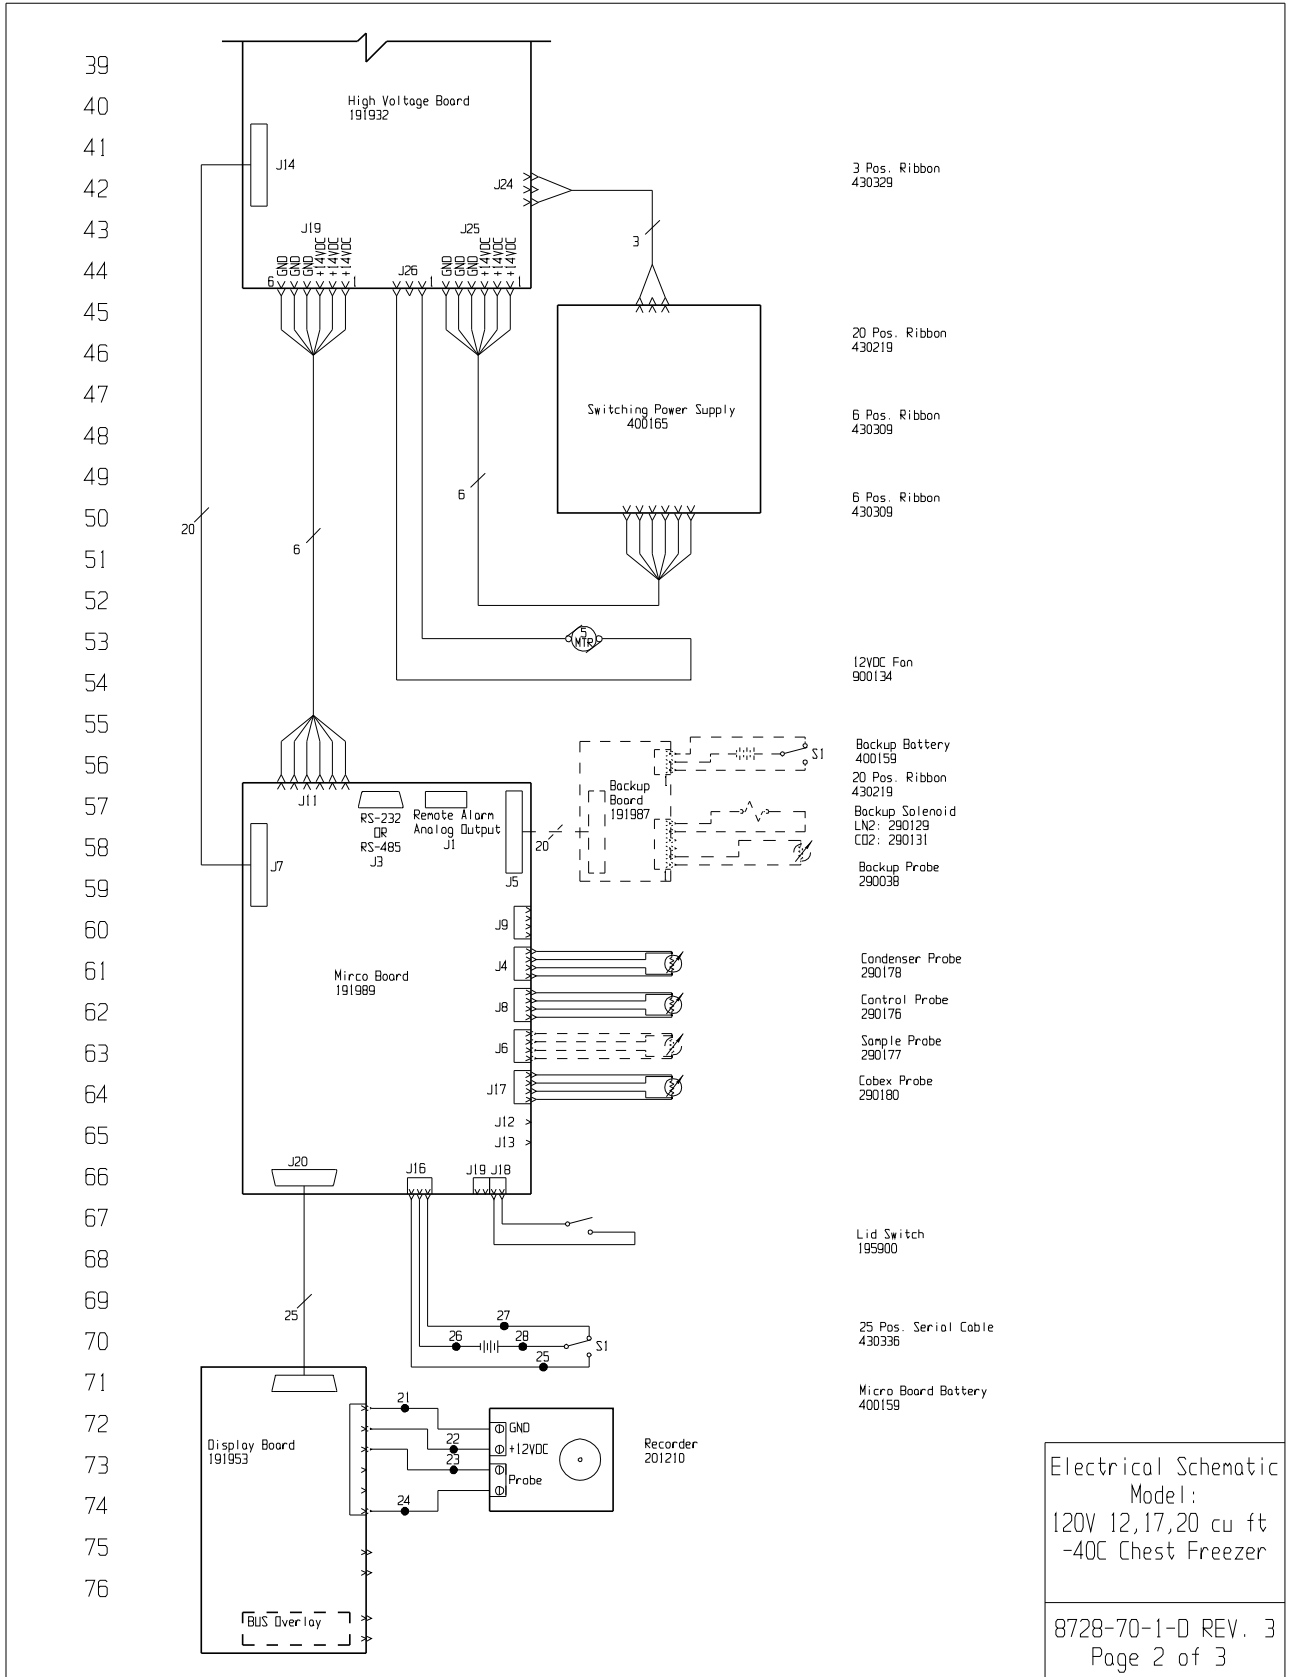 39
40
41
42
43
44
45
46
47
48
49
50
51
52
53
54
55
56
57
58
59
60
61
62
63
64
65
66
67
68
69
70
71
72
73
74
75
76
High Voltage Board
191932
J14
J24
J19
GND
GND
GND
+14VDC
+14VDC
+14VDC
6
1
J26
1
J25
GND
GND
GND
+14VDC
+14VDC
+14VDC
1
3
3 Pos. Ribbon
430329
Switching Power Supply
400165
20 Pos. Ribbon
430219
6 Pos. Ribbon
430309
6 Pos. Ribbon
430309
20
6
6
5
MTR
12VDC Fan
900134
J11
RS-232
OR
RS-485
J3
Remote Alarm
Analog Output
J1
J5
J7
20
Backup
Board
191987
1
1
S1
Backup Battery
400159
20 Pos. Ribbon
430219
Backup Solenoid
LN2: 290129
CO2: 290131
Backup Probe
290038
J9
J4
J8
J6
J17
J12
J13
Mirco Board
191989
Condenser Probe
290178
Control Probe
290176
Sample Probe
290177
Cobex Probe
290180
J20
J16
J19
J18
Lid Switch
195900
25
27
26
28
25
S1
25 Pos. Serial Cable
430336
Micro Board Battery
400159
Display Board
191953
21
22
23
24
GND
+12VDC
Probe
Recorder
201210
BUS Overlay
Electrical Schematic
Model:
120V 12,17,20 cu ft
-40C Chest Freezer
8728-70-1-D REV. 3
Page 2 of 3